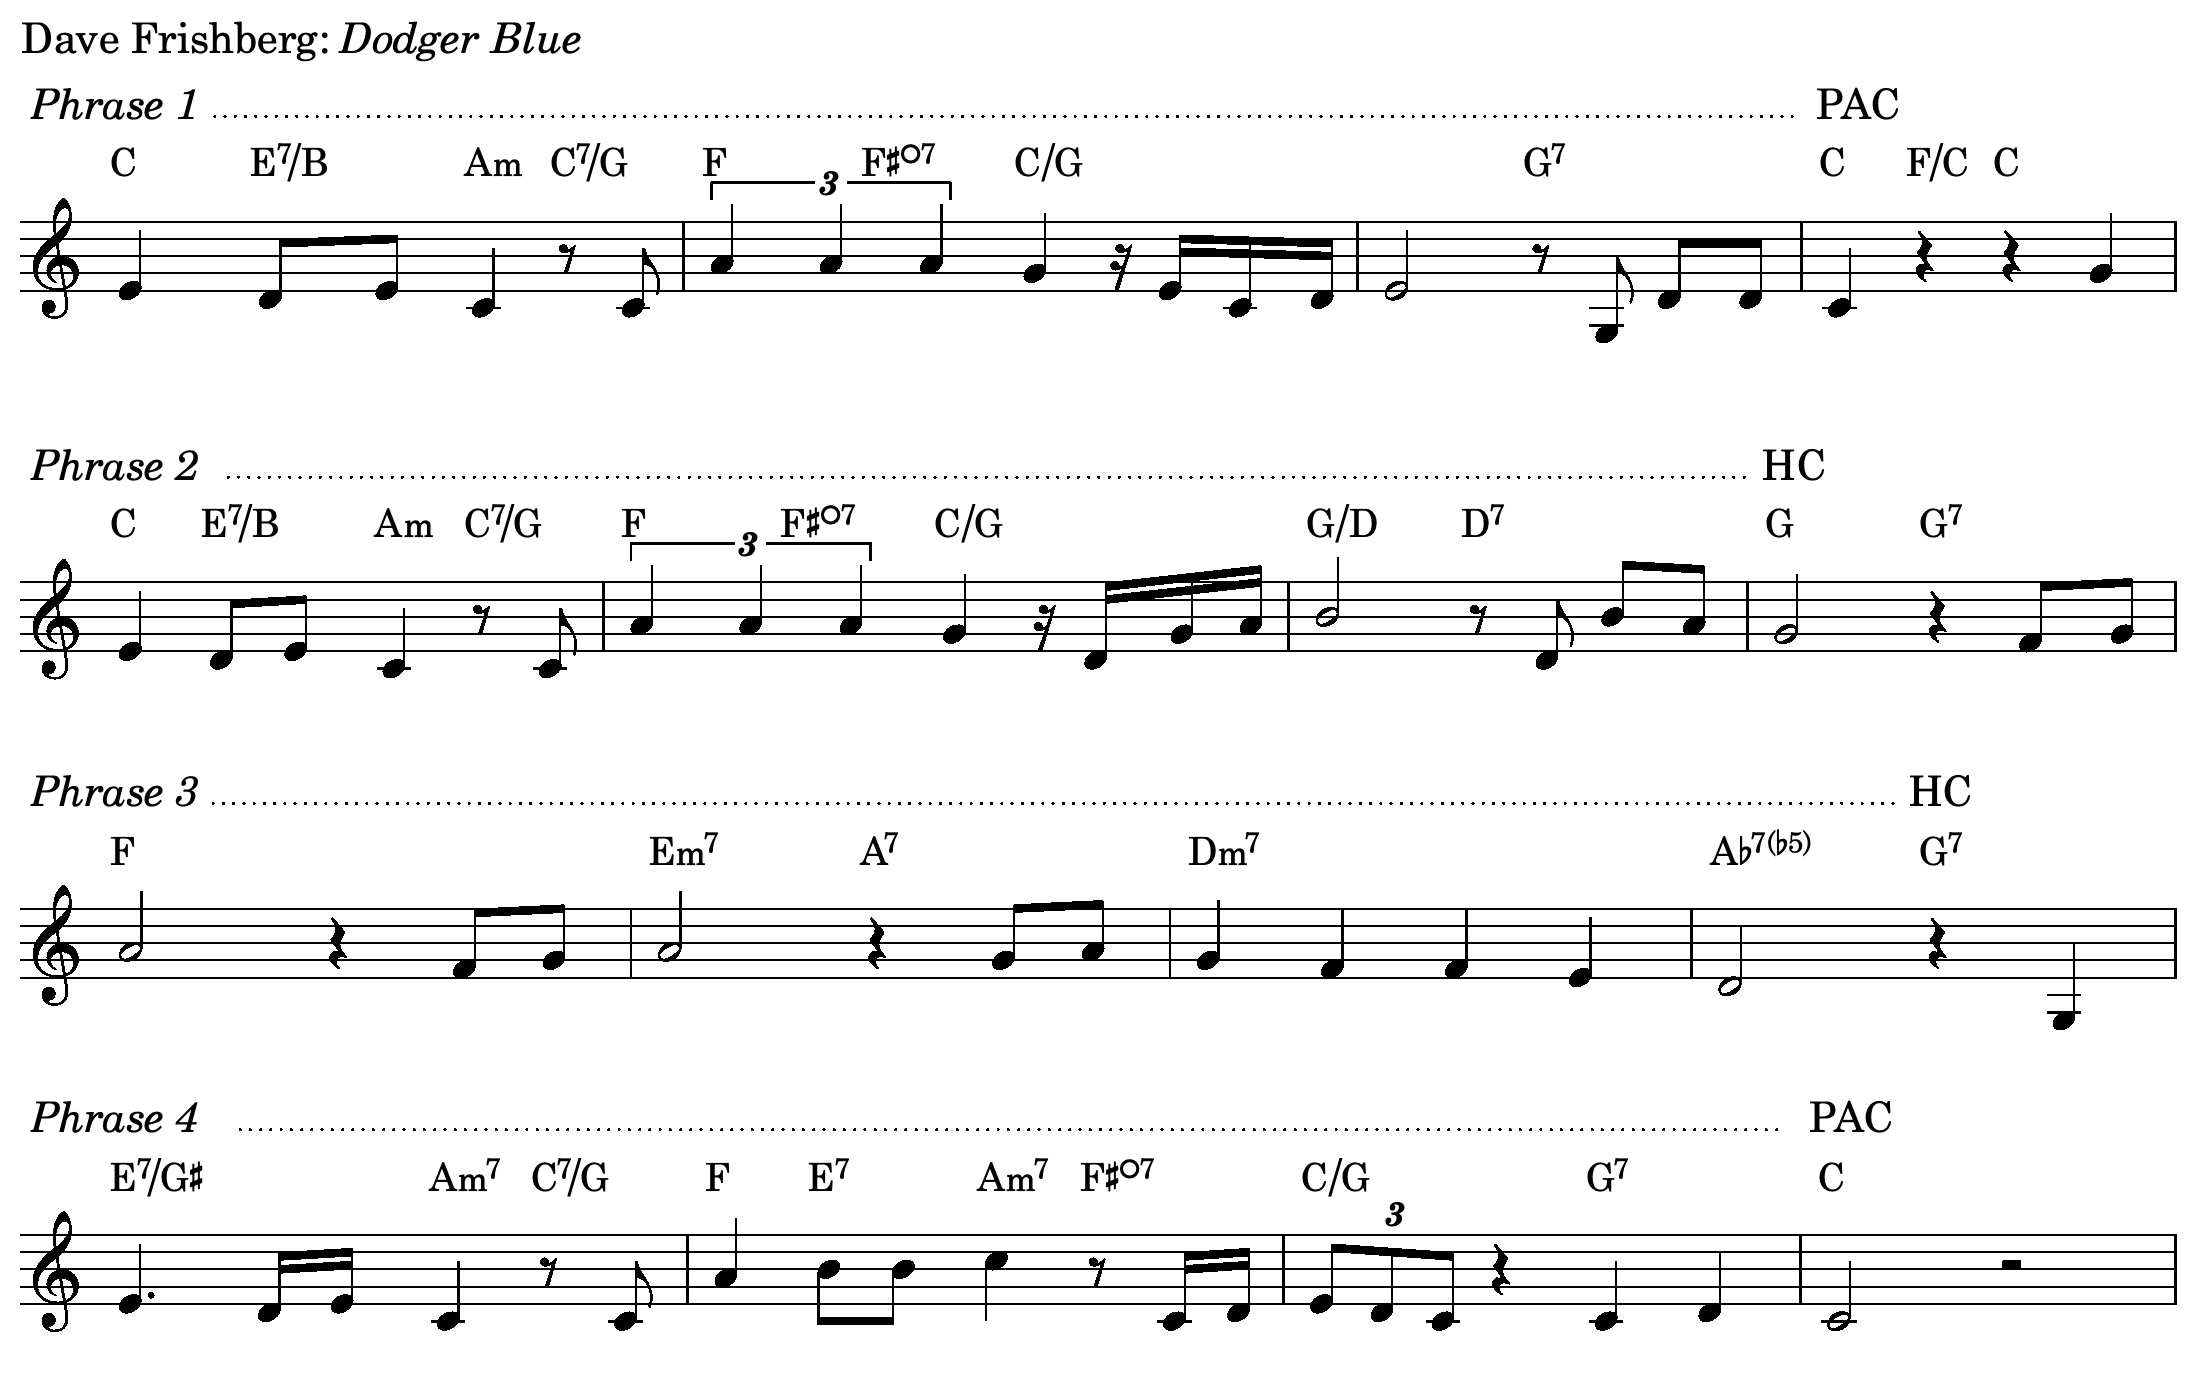 Dave Frishberg: Dodger Blue
Phrase 1 PAC
C E7/B Am C7/G F F♯O7 C/G G7 C F/C C
3
Phrase 2 HC
C E7/B Am C7/G F F♯O7 C/G G/D D7 G G7
3
Phrase 3 HC
F Em7 A7 Dm7 A♭7(♭5) G7
Phrase 4 PAC
E7/G♯ Am7 C7/G F E7 Am7 F♯O7 C/G G7 C
3